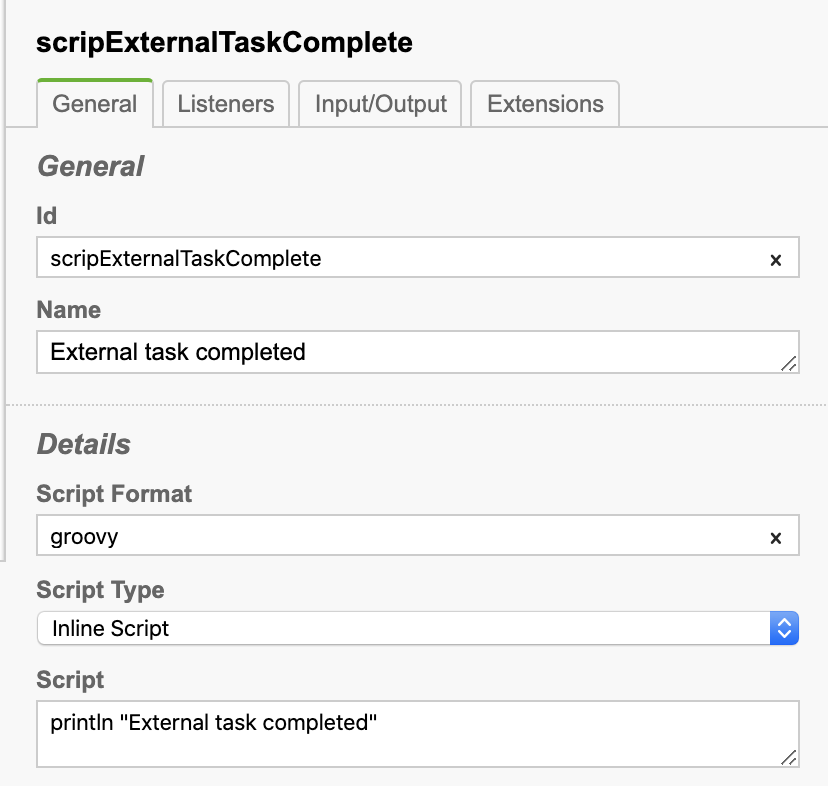 scripExternalTaskComplete
General Listeners Input/Output Extensions
General
Id
scripExternalTaskComplete x
Name
External task completed
Details
Script Format
groovy x
Script Type
Inline Script
Script
println "External task completed"